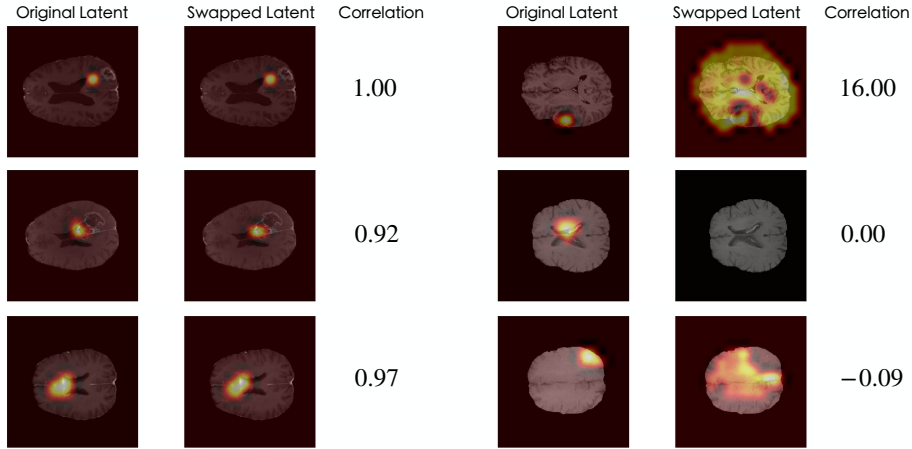 Original Latent Swapped Latent Correlation Original Latent Swapped Latent Correlation
1.00 16.00
0.92 0.00
0.97 −0.09